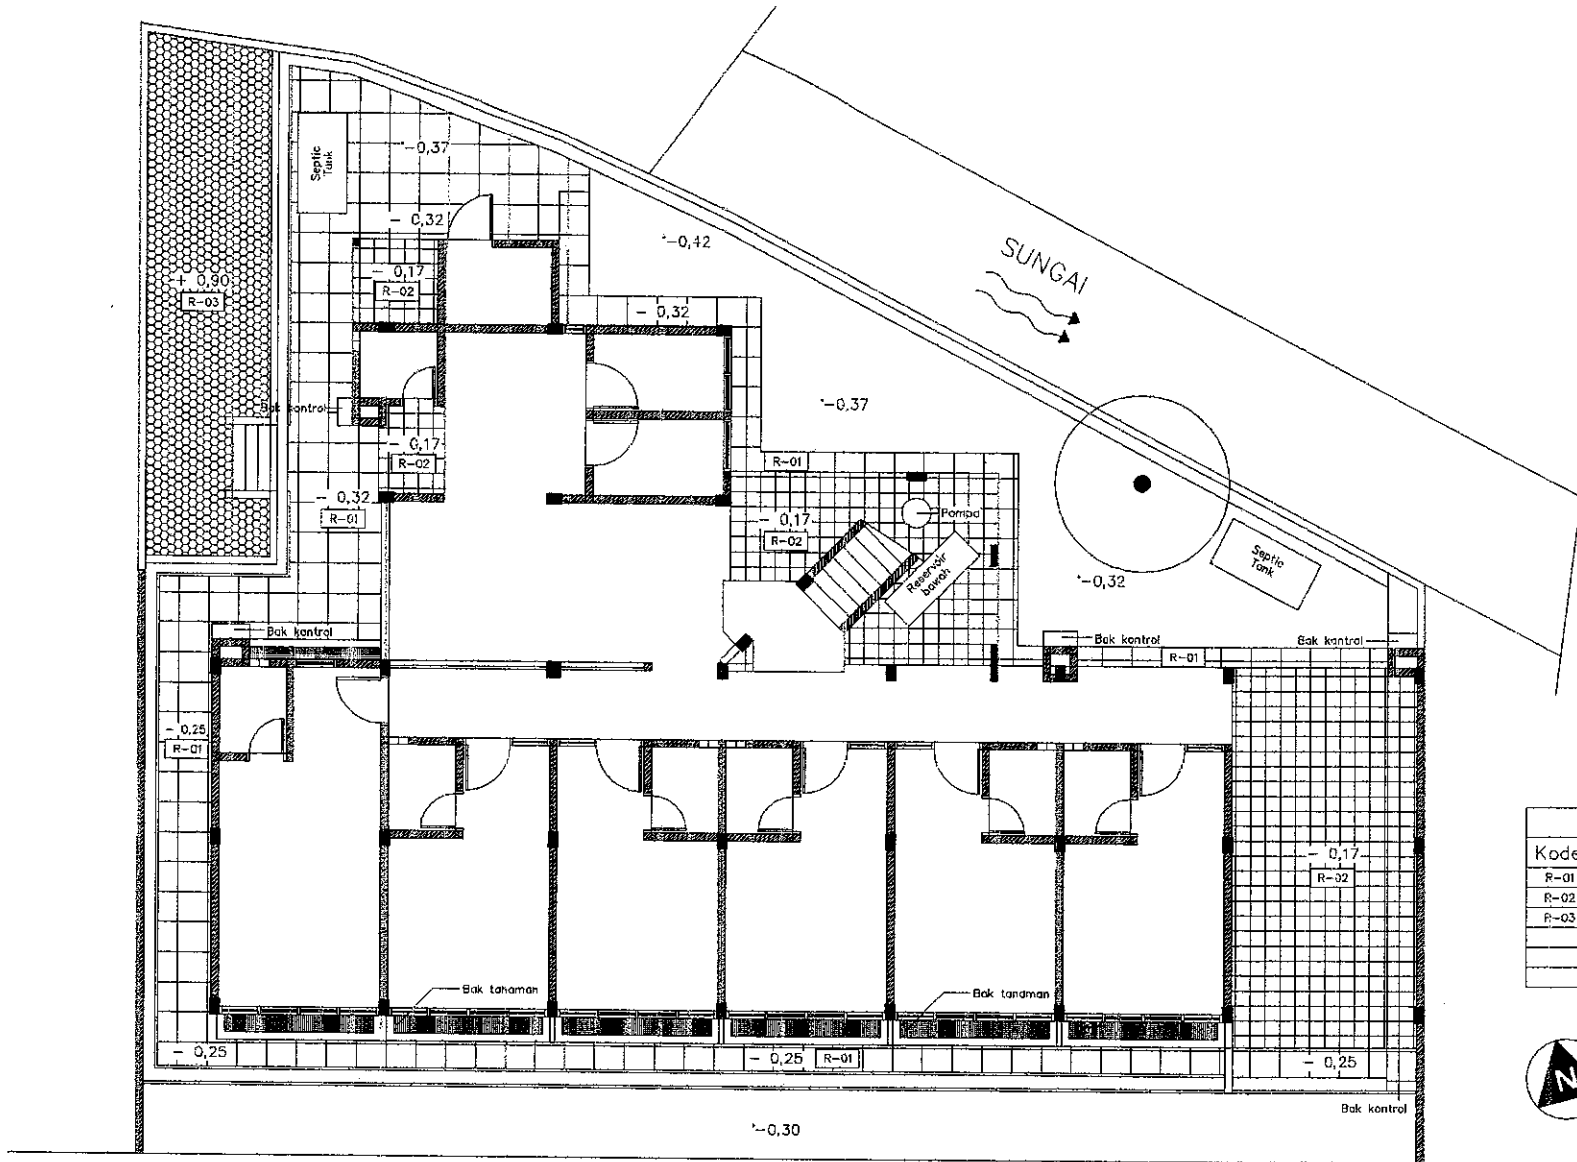 Septic
Tank
-0,37
- 0,32
-0,42
SUNGAI
- 0,17
R-02
+ 0,90
R-03
- 0,32
Bak kontrol
-0,37
- 0,17
R-02
R-01
- 0,32
R-01
- 0,17
R-02
Pompa
Reservoir
bawah
Septic
Tank
-0,32
Bak kontrol
Bak kontrol
Bak kontrol
R-01
- 0,25
R-01
Kode
R-01
R-02
R-03
- 0,17
R-02
Bak tanaman
Bak tanaman
- 0,25
- 0,25
R-01
- 0,25
N
Bak kontrol
-0,30